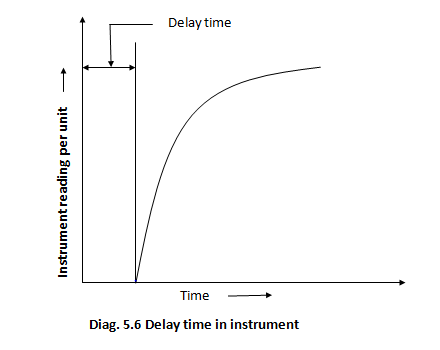 Delay time
Instrument reading per unit
Time
Diag. 5.6 Delay time in instrument